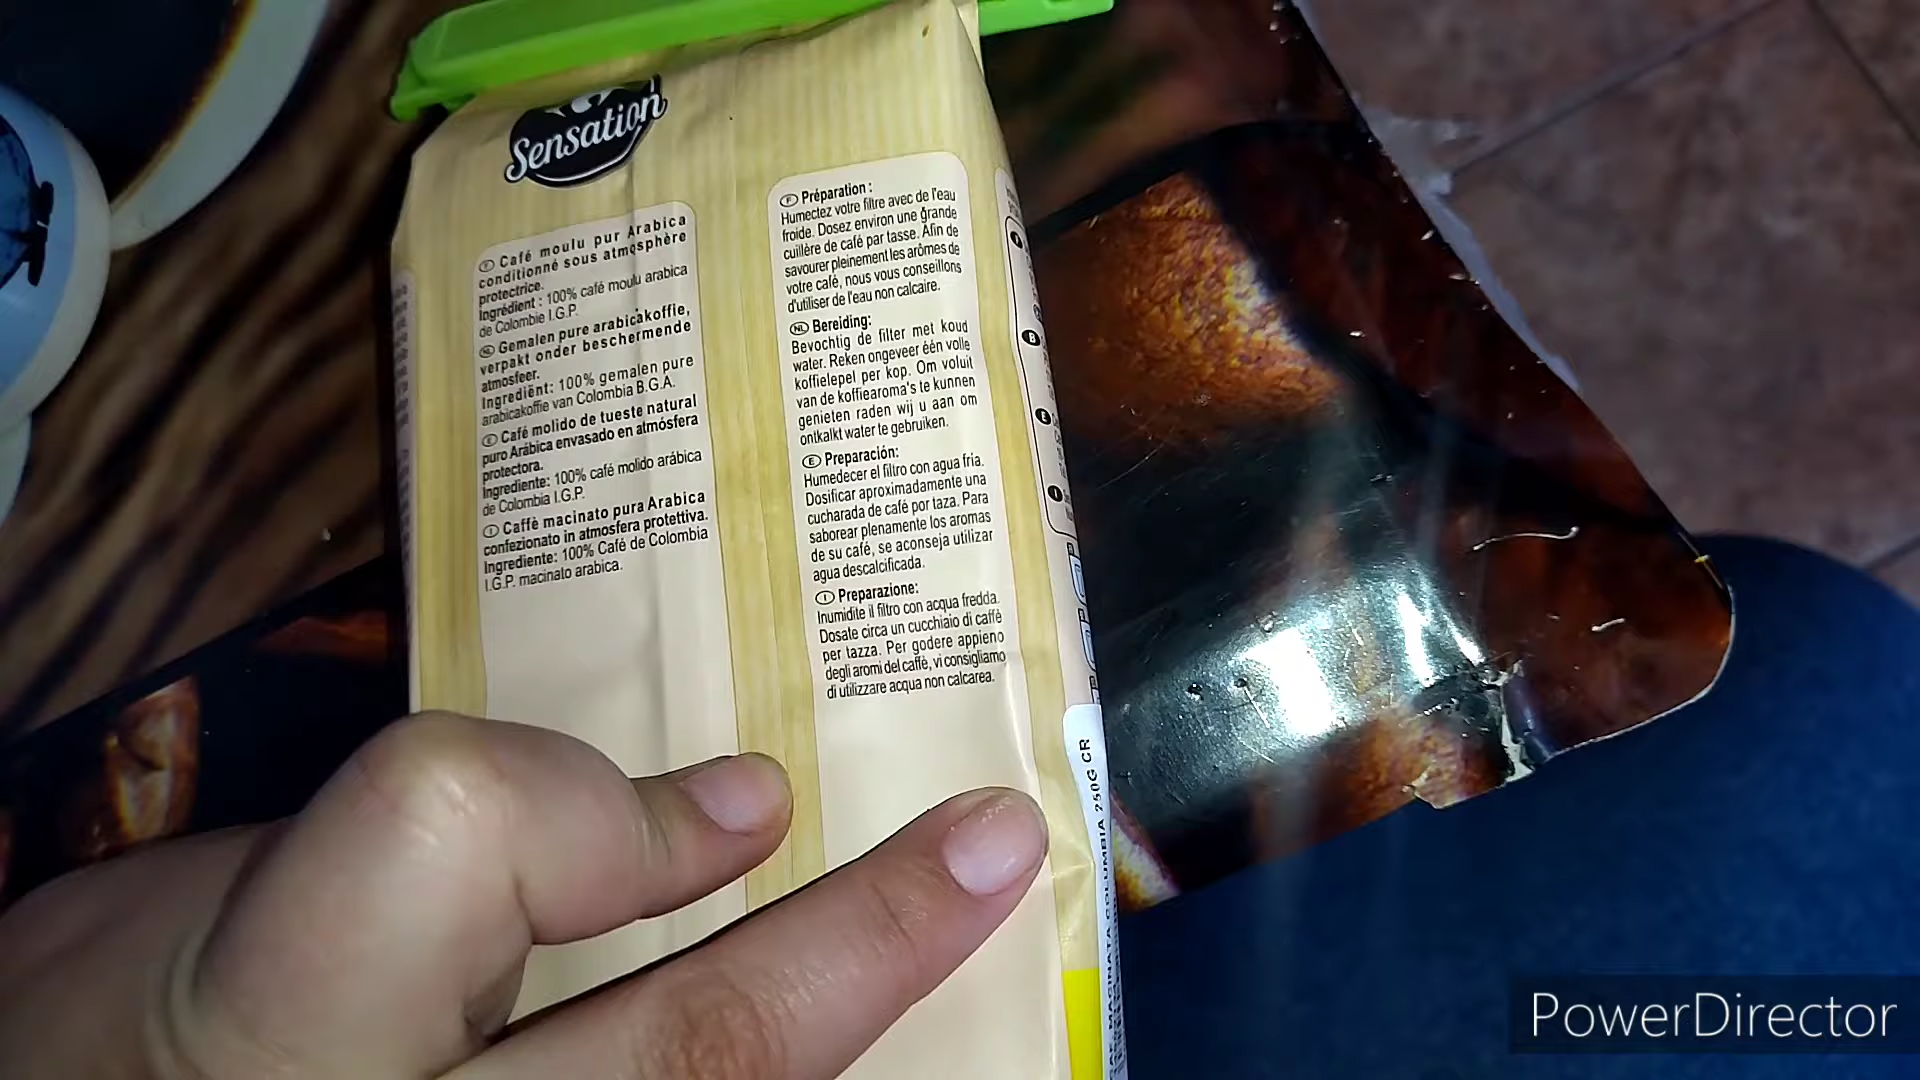 Sensation
F Café moulu pur Arabica
conditionné sous atmosphère
protectrice.
Ingrédient : 100% café moulu arabica
de Colombie I.G.P.
NL Gemalen pure arabicakoffie,
verpakt onder beschermende
atmosfeer.
Ingrediënt: 100% gemalen pure
arabicakoffie van Colombia B.G.A.
E Café molido de tueste natural
puro Arábica envasado en atmósfera
protectora.
Ingrediente: 100% café molido arábica
de Colombia I.G.P.
I Caffè macinato pura Arabica
confezionato in atmosfera protettiva.
Ingrediente: 100% Café de Colombia
I.G.P. macinato arabica.
F Préparation :
Humectez votre filtre avec de l'eau
froide. Dosez environ une grande
cuillère de café par tasse. Afin de
savourer pleinement les arômes de
votre café, nous vous conseillons
d'utiliser de l'eau non calcaire.
NL Bereiding:
Bevochtig de filter met koud
water. Reken ongeveer één volle
koffielepel per kop. Om voluit
van de koffiearoma's te kunnen
genieten raden wij u aan om
ontkalkt water te gebruiken.
E Preparación:
Humedecer el filtro con agua fria.
Dosificar aproximadamente una
cucharada de café por taza. Para
saborear plenamente los aromas
de su café, se aconseja utilizar
agua descalcificada.
I Preparazione:
Inumidite il filtro con acqua fredda.
Dosate circa un cucchiaio di caffè
per tazza. Per godere appieno
degli aromi del caffè, vi consigliamo
di utilizzare acqua non calcarea.
MACINATA COLUMBIA 250G CR
PowerDirector